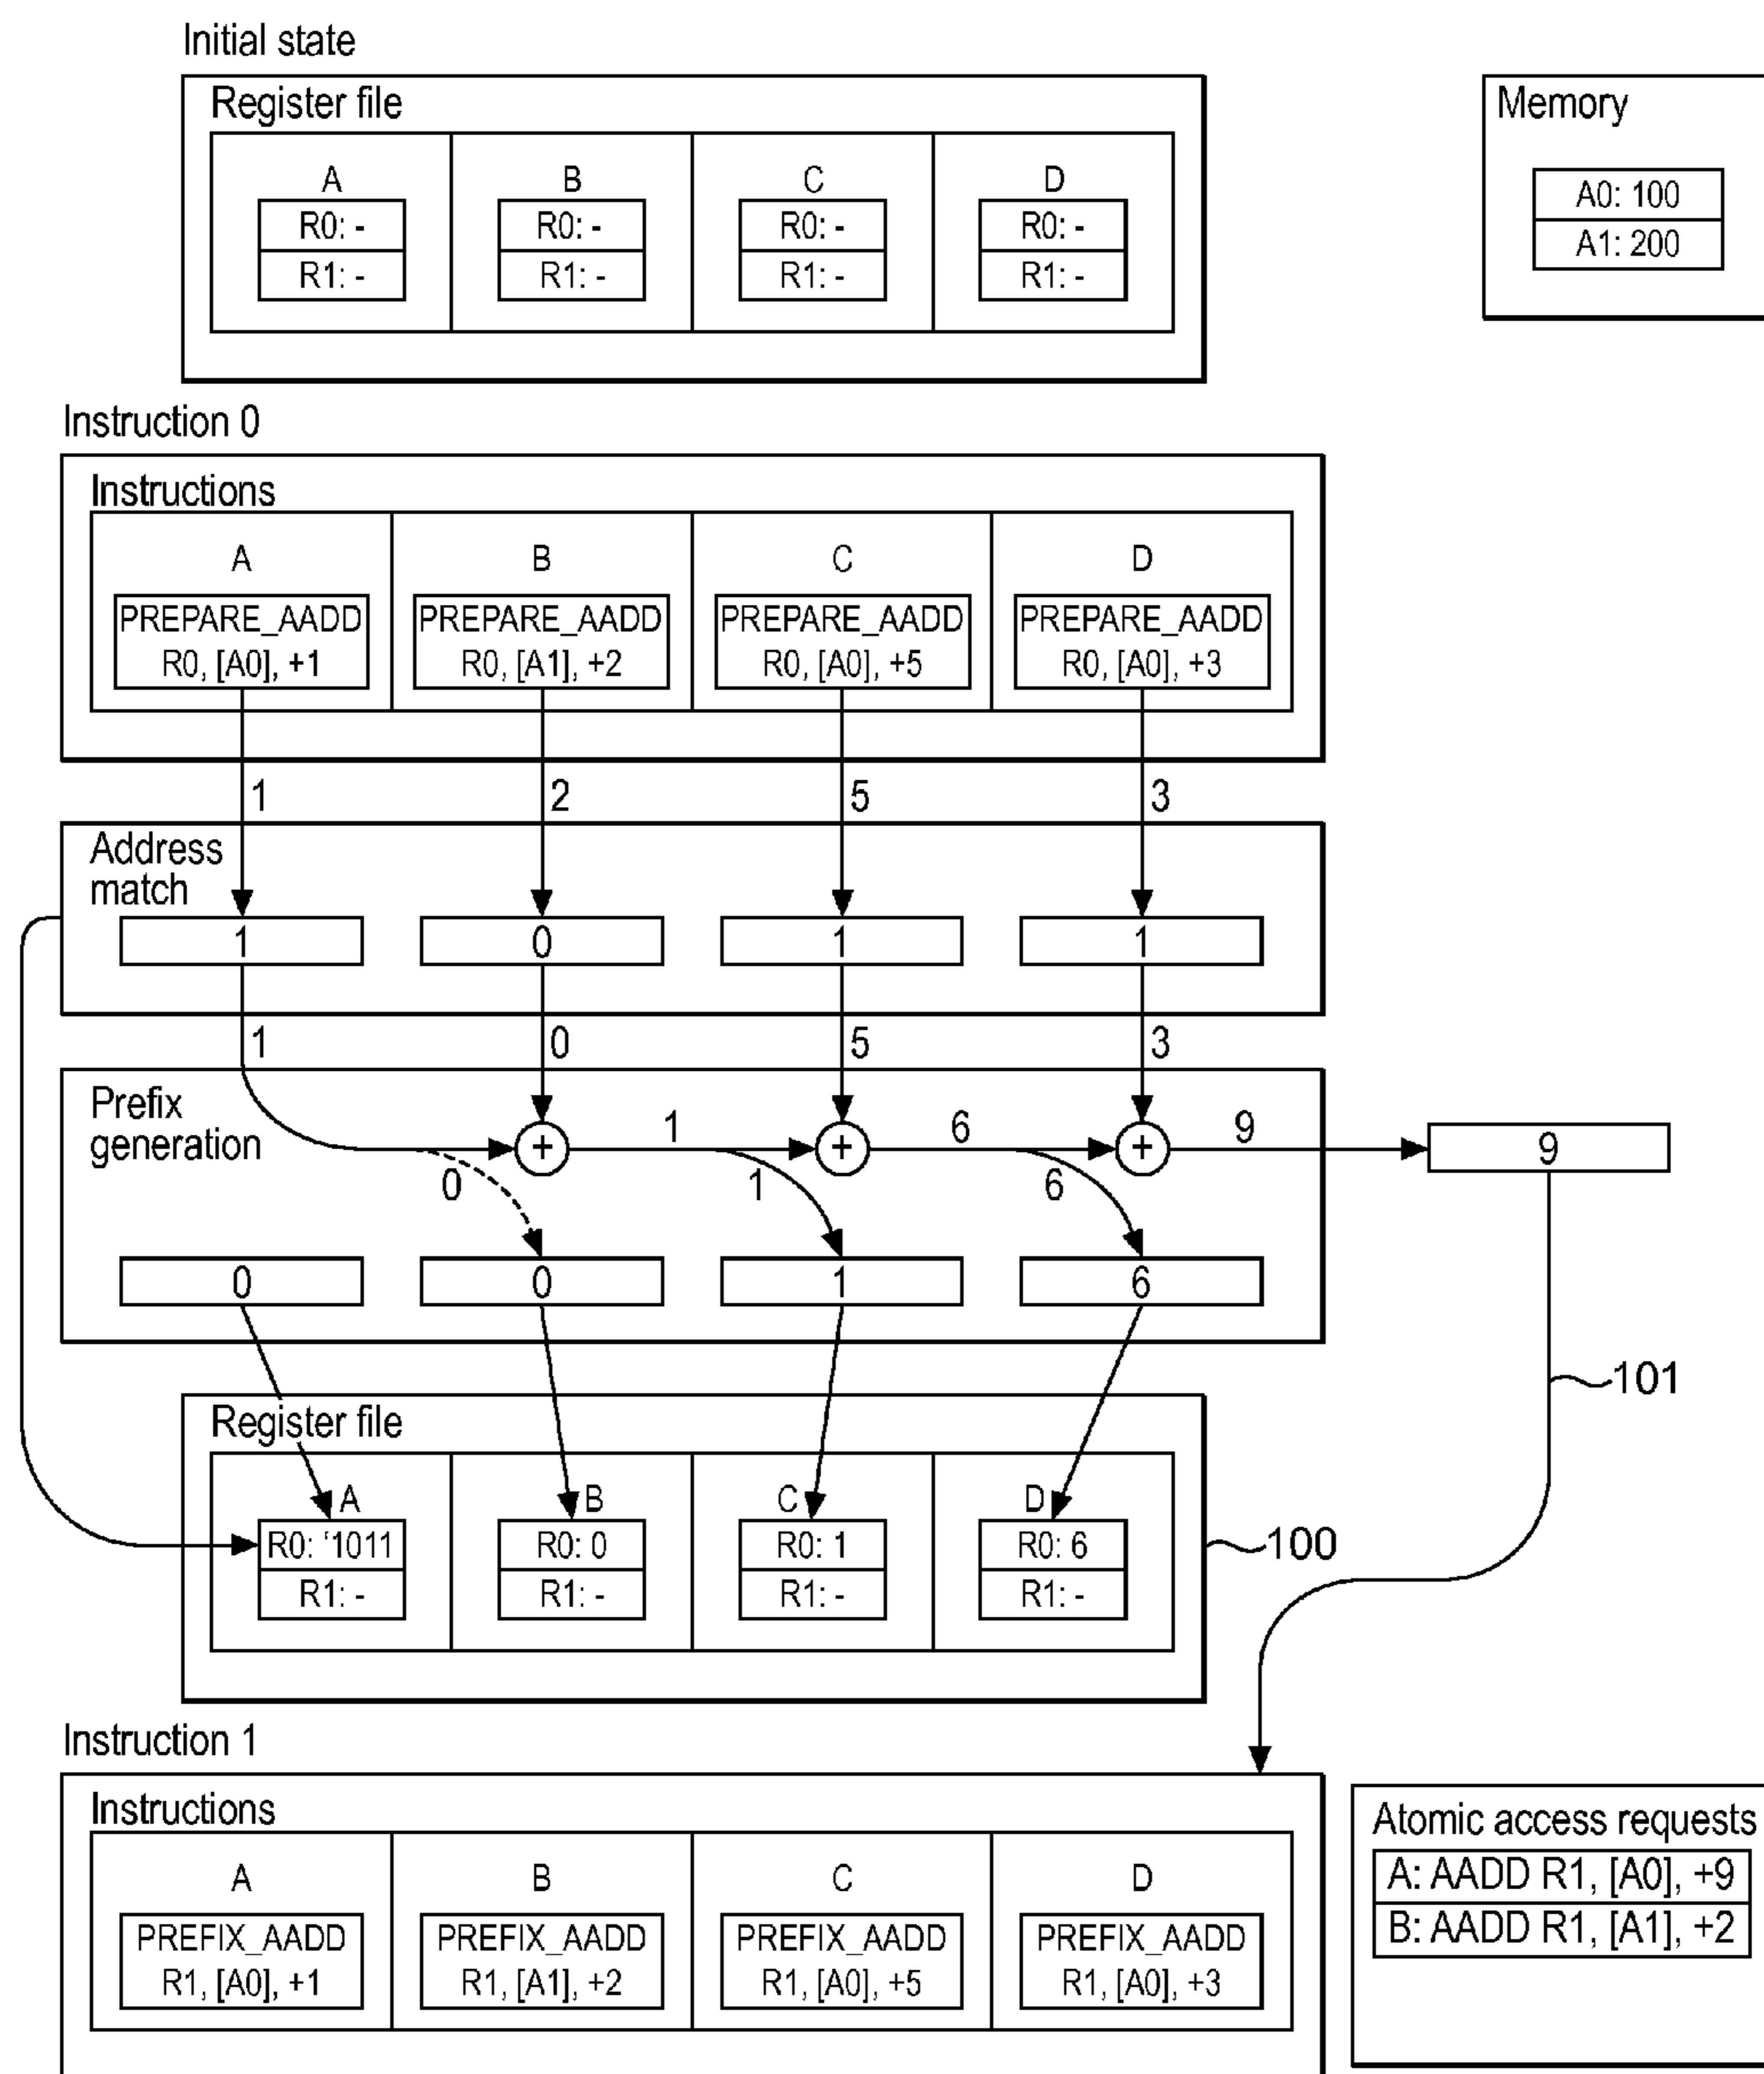 Initial state
Register file
A B C D
R0: - R0: - R0: - R0: -
R1: - R1: - R1: - R1: -
Memory
A0: 100
A1: 200
Instruction 0
Instructions
A B C D
PREPARE_AADD PREPARE_AADD PREPARE_AADD PREPARE_AADD
R0, [A0], +1 R0, [A1], +2 R0, [A0], +5 R0, [A0], +3
1 2 5 3
Address
match
1 0 1 1
1 0 5 3
Prefix
generation
+ 1 + 6 + 9 9
0 1 6
0 0 1 6
101
Register file
A B C D
R0: '1011 R0: 0 R0: 1 R0: 6
R1: - R1: - R1: - R1: -
100
Instruction 1
Instructions
A B C D
PREFIX_AADD PREFIX_AADD PREFIX_AADD PREFIX_AADD
R1, [A0], +1 R1, [A1], +2 R1, [A0], +5 R1, [A0], +3
Atomic access requests
A: AADD R1, [A0], +9
B: AADD R1, [A1], +2